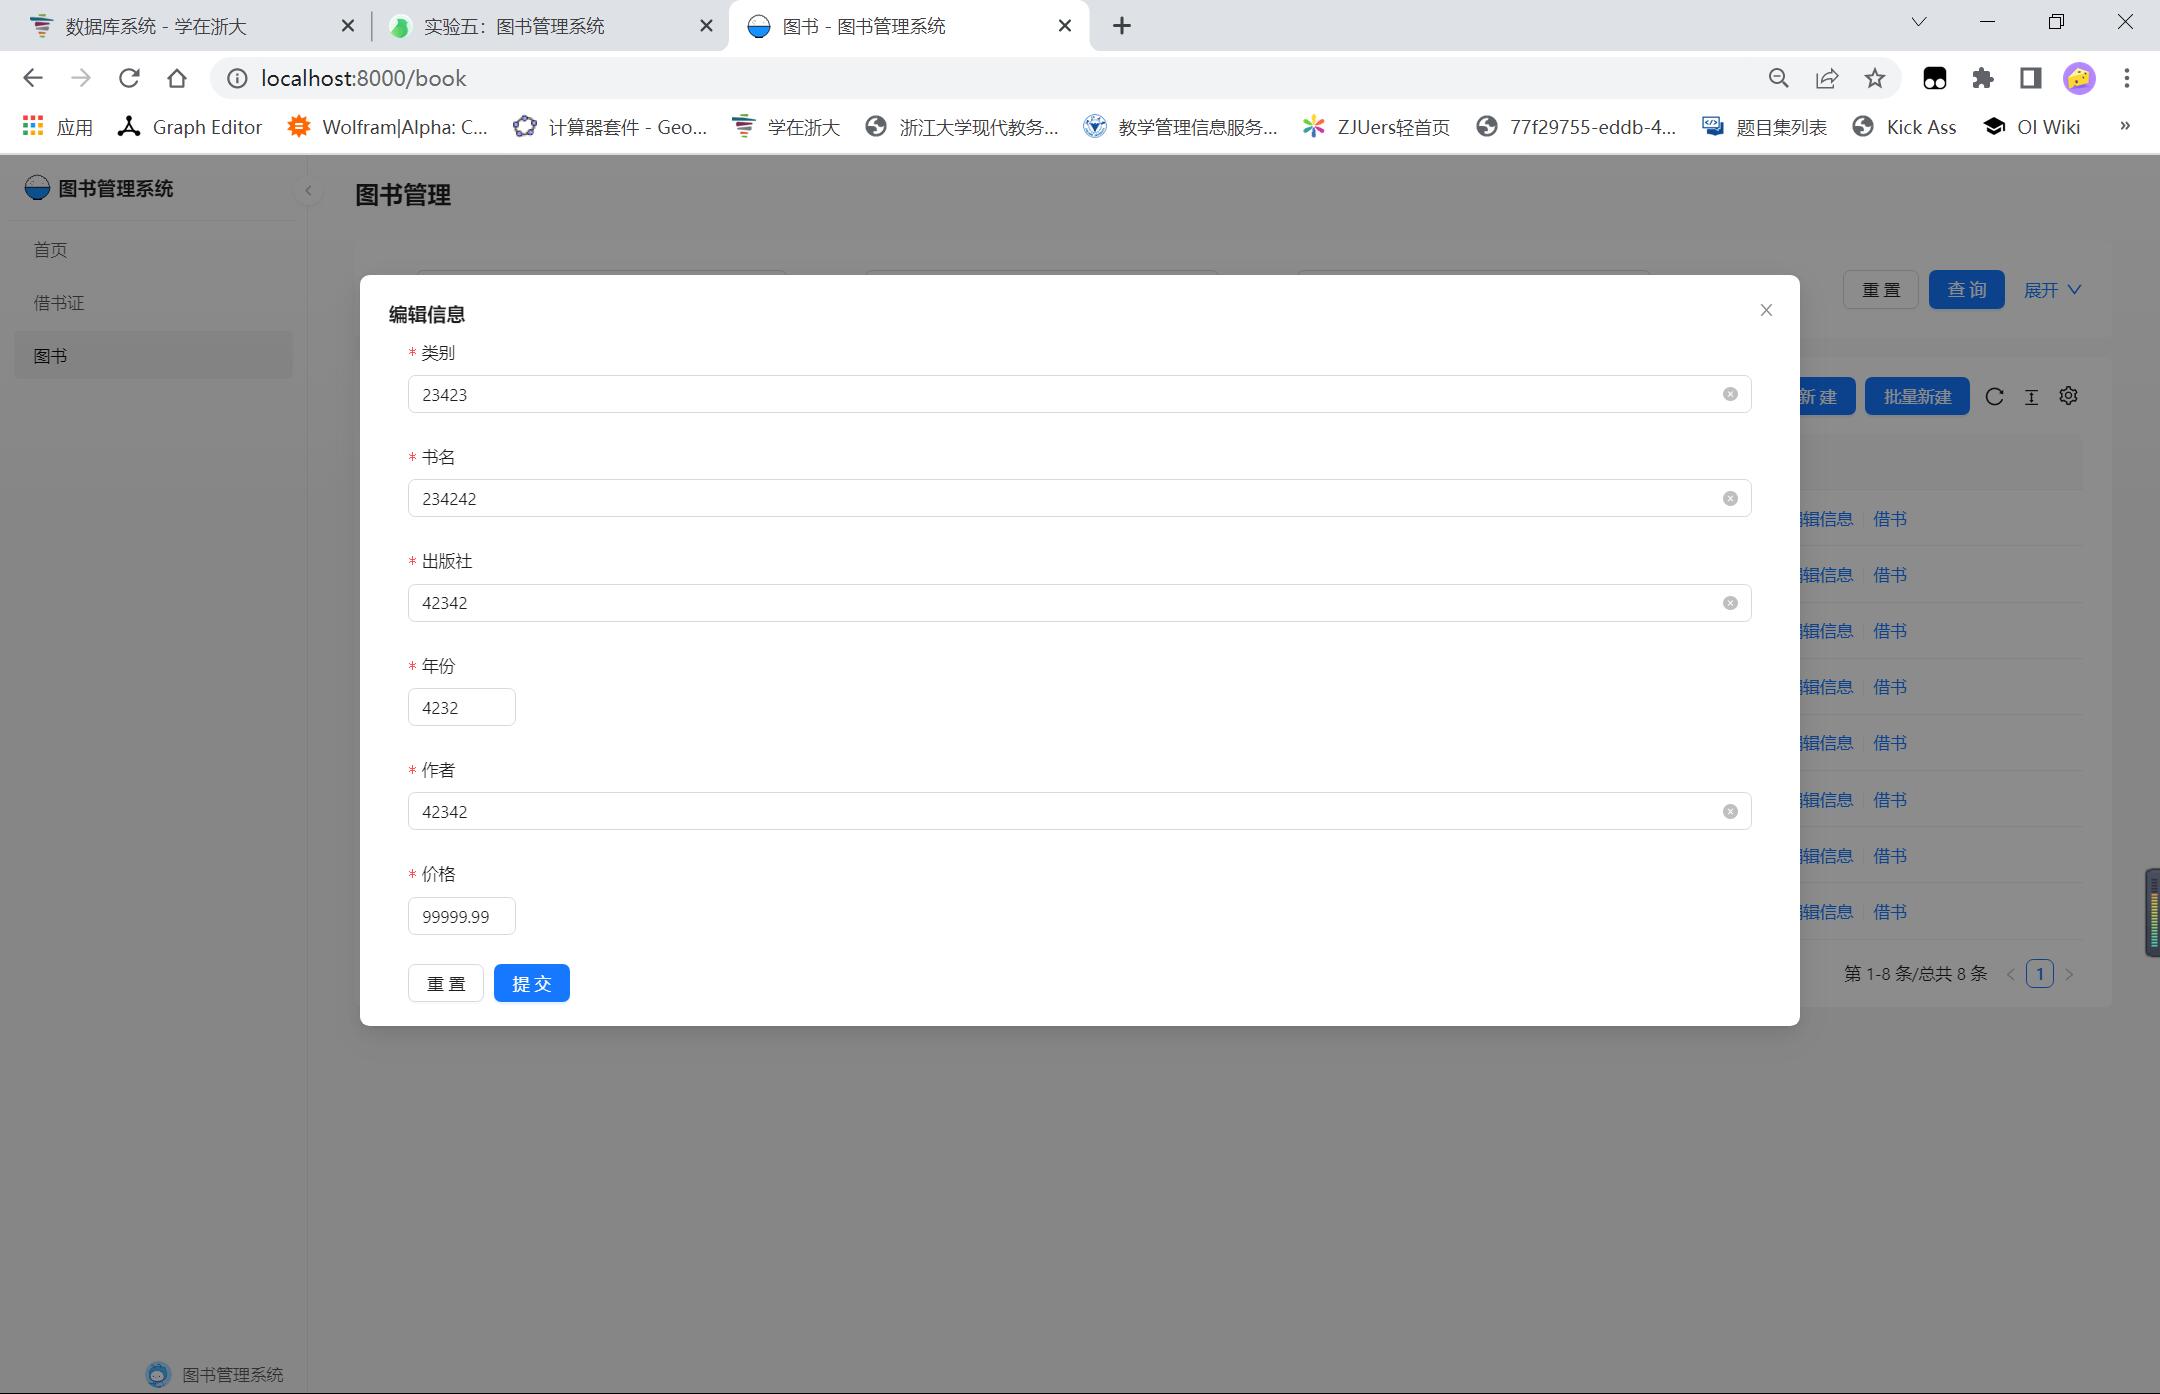 数据库系统 - 学在浙大
实验五：图书管理系统
图书 - 图书管理系统
localhost:8000/book
应用
Graph Editor
Wolfram|Alpha: C...
计算器套件 - Geo...
学在浙大
浙江大学现代教务...
教学管理信息服务...
ZJUers轻首页
77f29755-eddb-4...
题目集列表
Kick Ass
OI Wiki
»
图书管理系统
首页
借书证
图书
图书管理
重 置
查 询
展开
新 建
批量新建
编辑信息
* 类别
23423
* 书名
234242
* 出版社
42342
* 年份
4232
* 作者
42342
* 价格
99999.99
重 置
提 交
辑信息 借书
辑信息 借书
辑信息 借书
辑信息 借书
辑信息 借书
辑信息 借书
辑信息 借书
辑信息 借书
第 1-8 条/总共 8 条
1
图书管理系统